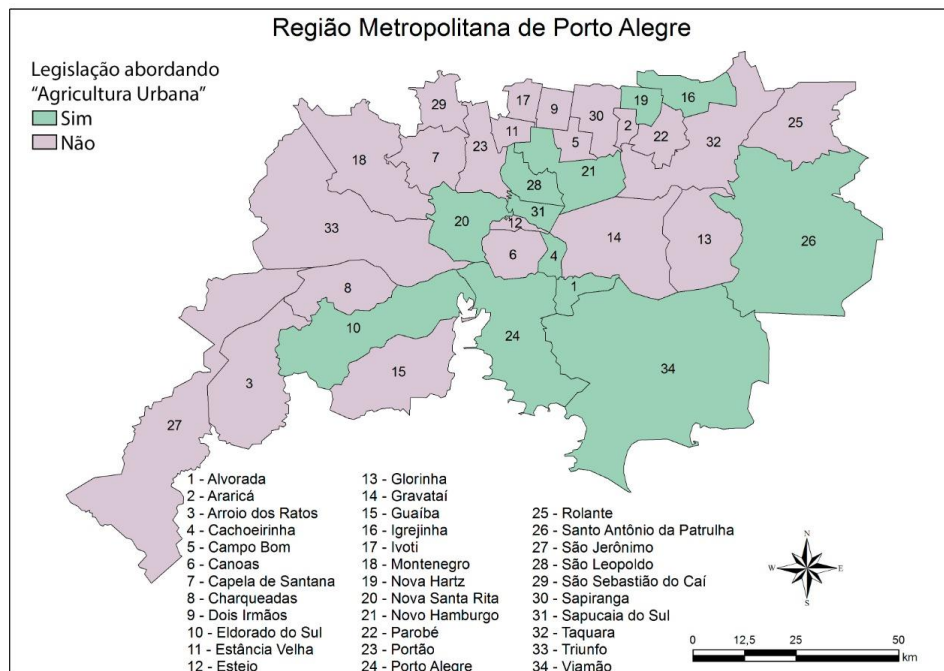 Região Metropolitana de Porto Alegre
Legislação abordando
"Agricultura Urbana"
Sim
Não
29
17
9
30
19
16
2
25
11
5
22
32
18
7
23
28
21
31
20
12
33
6
4
14
13
26
8
1
10
24
15
34
3
27
1 - Alvorada
2 - Araricá
3 - Arroio dos Ratos
4 - Cachoeirinha
5 - Campo Bom
6 - Canoas
7 - Capela de Santana
8 - Charqueadas
9 - Dois Irmãos
10 - Eldorado do Sul
11 - Estância Velha
12 - Esteio
13 - Glorinha
14 - Gravataí
15 - Guaíba
16 - Igrejinha
17 - Ivoti
18 - Montenegro
19 - Nova Hartz
20 - Nova Santa Rita
21 - Novo Hamburgo
22 - Parobé
23 - Portão
24 - Porto Alegre
25 - Rolante
26 - Santo Antônio da Patrulha
27 - São Jerônimo
28 - São Leopoldo
29 - São Sebastião do Caí
30 - Sapiranga
31 - Sapucaia do Sul
32 - Taquara
33 - Triunfo
34 - Viamão
N
W E
S
0 12,5 25 50
km